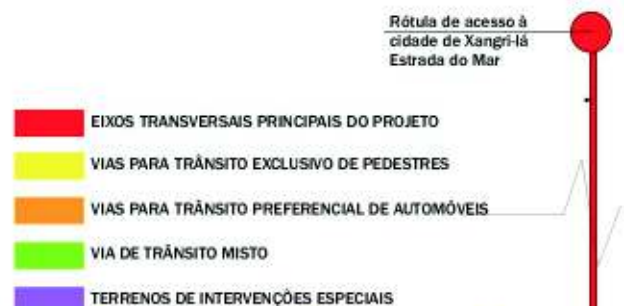 Rótula de acesso à
cidade de Xangri-lá
Estrada do Mar
EIXOS TRANSVERSAIS PRINCIPAIS DO PROJETO
VIAS PARA TRÂNSITO EXCLUSIVO DE PEDESTRES
VIAS PARA TRÂNSITO PREFERENCIAL DE AUTOMÓVEIS
VIA DE TRÂNSITO MISTO
TERRENOS DE INTERVENÇÕES ESPECIAIS